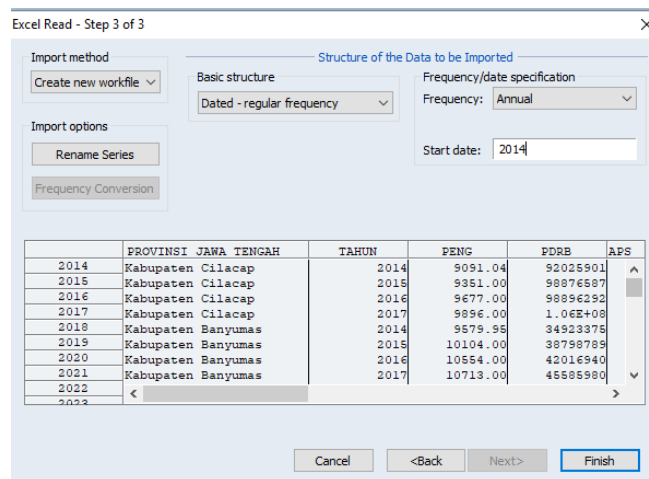 Excel Read - Step 3 of 3
Import method
Create new workfile
Structure of the Data to be Imported
Basic structure
Dated - regular frequency
Frequency/date specification
Frequency: Annual
Start date: 2014
Import options
Rename Series
Frequency Conversion
PROVINSI JAWA TENGAH TAHUN PENG PDRB APS
2014 Kabupaten Cilacap 2014 9091.04 92025901
2015 Kabupaten Cilacap 2015 9351.00 98876587
2016 Kabupaten Cilacap 2016 9677.00 98896292
2017 Kabupaten Cilacap 2017 9896.00 1.06E+08
2018 Kabupaten Banyumas 2014 9579.95 34923375
2019 Kabupaten Banyumas 2015 10104.00 38798789
2020 Kabupaten Banyumas 2016 10554.00 42016940
2021 Kabupaten Banyumas 2017 10713.00 45585980
2022
2023
Cancel <Back Next> Finish